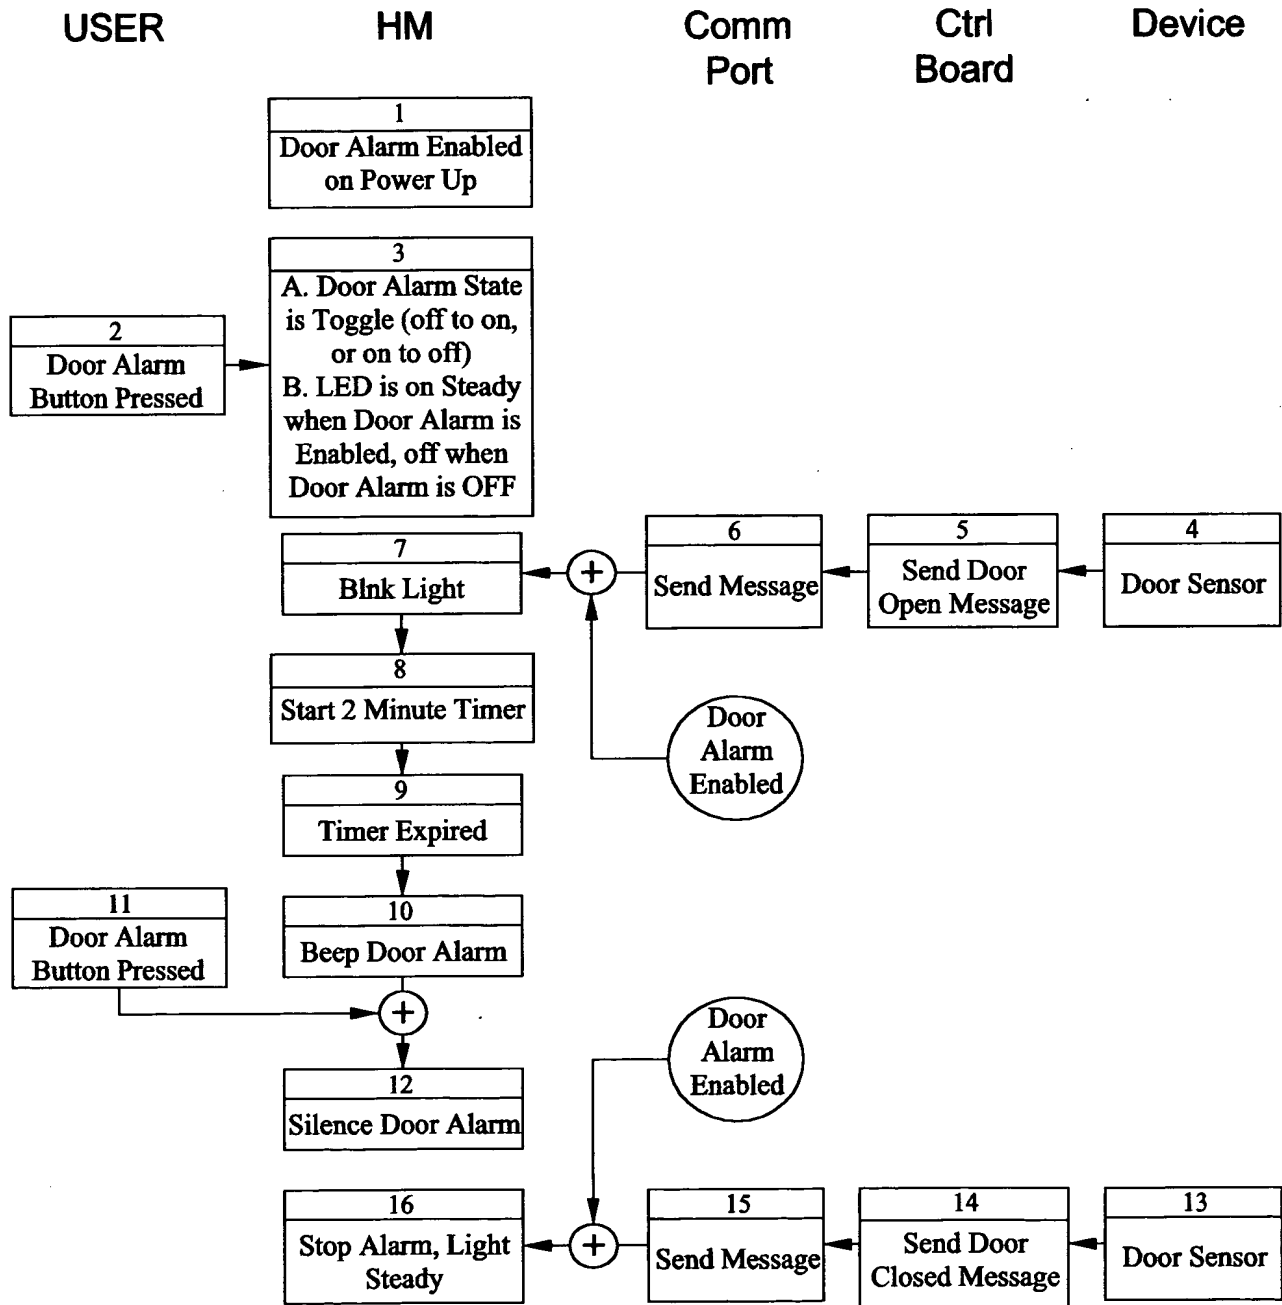 USER
HM
Comm
Port
Ctrl
Board
Device
1
Door Alarm Enabled
on Power Up
3
A. Door Alarm State
is Toggle (off to on,
or on to off)
B. LED is on Steady
when Door Alarm is
Enabled, off when
Door Alarm is OFF
2
Door Alarm
Button Pressed
7
Blnk Light
+
6
Send Message
5
Send Door
Open Message
4
Door Sensor
8
Start 2 Minute Timer
Door
Alarm
Enabled
9
Timer Expired
11
Door Alarm
Button Pressed
10
Beep Door Alarm
+
Door
Alarm
Enabled
12
Silence Door Alarm
16
Stop Alarm, Light
Steady
+
15
Send Message
14
Send Door
Closed Message
13
Door Sensor